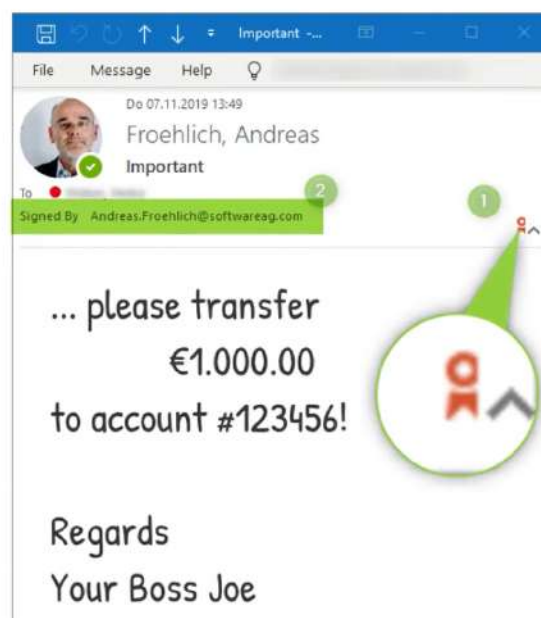 Important -...
File Message Help
Do 07.11.2019 13:49
Froehlich, Andreas
Important
To
2
1
Signed By Andreas.Froehlich@softwareag.com
... please transfer
€1.000.00
to account #123456!
Regards
Your Boss Joe